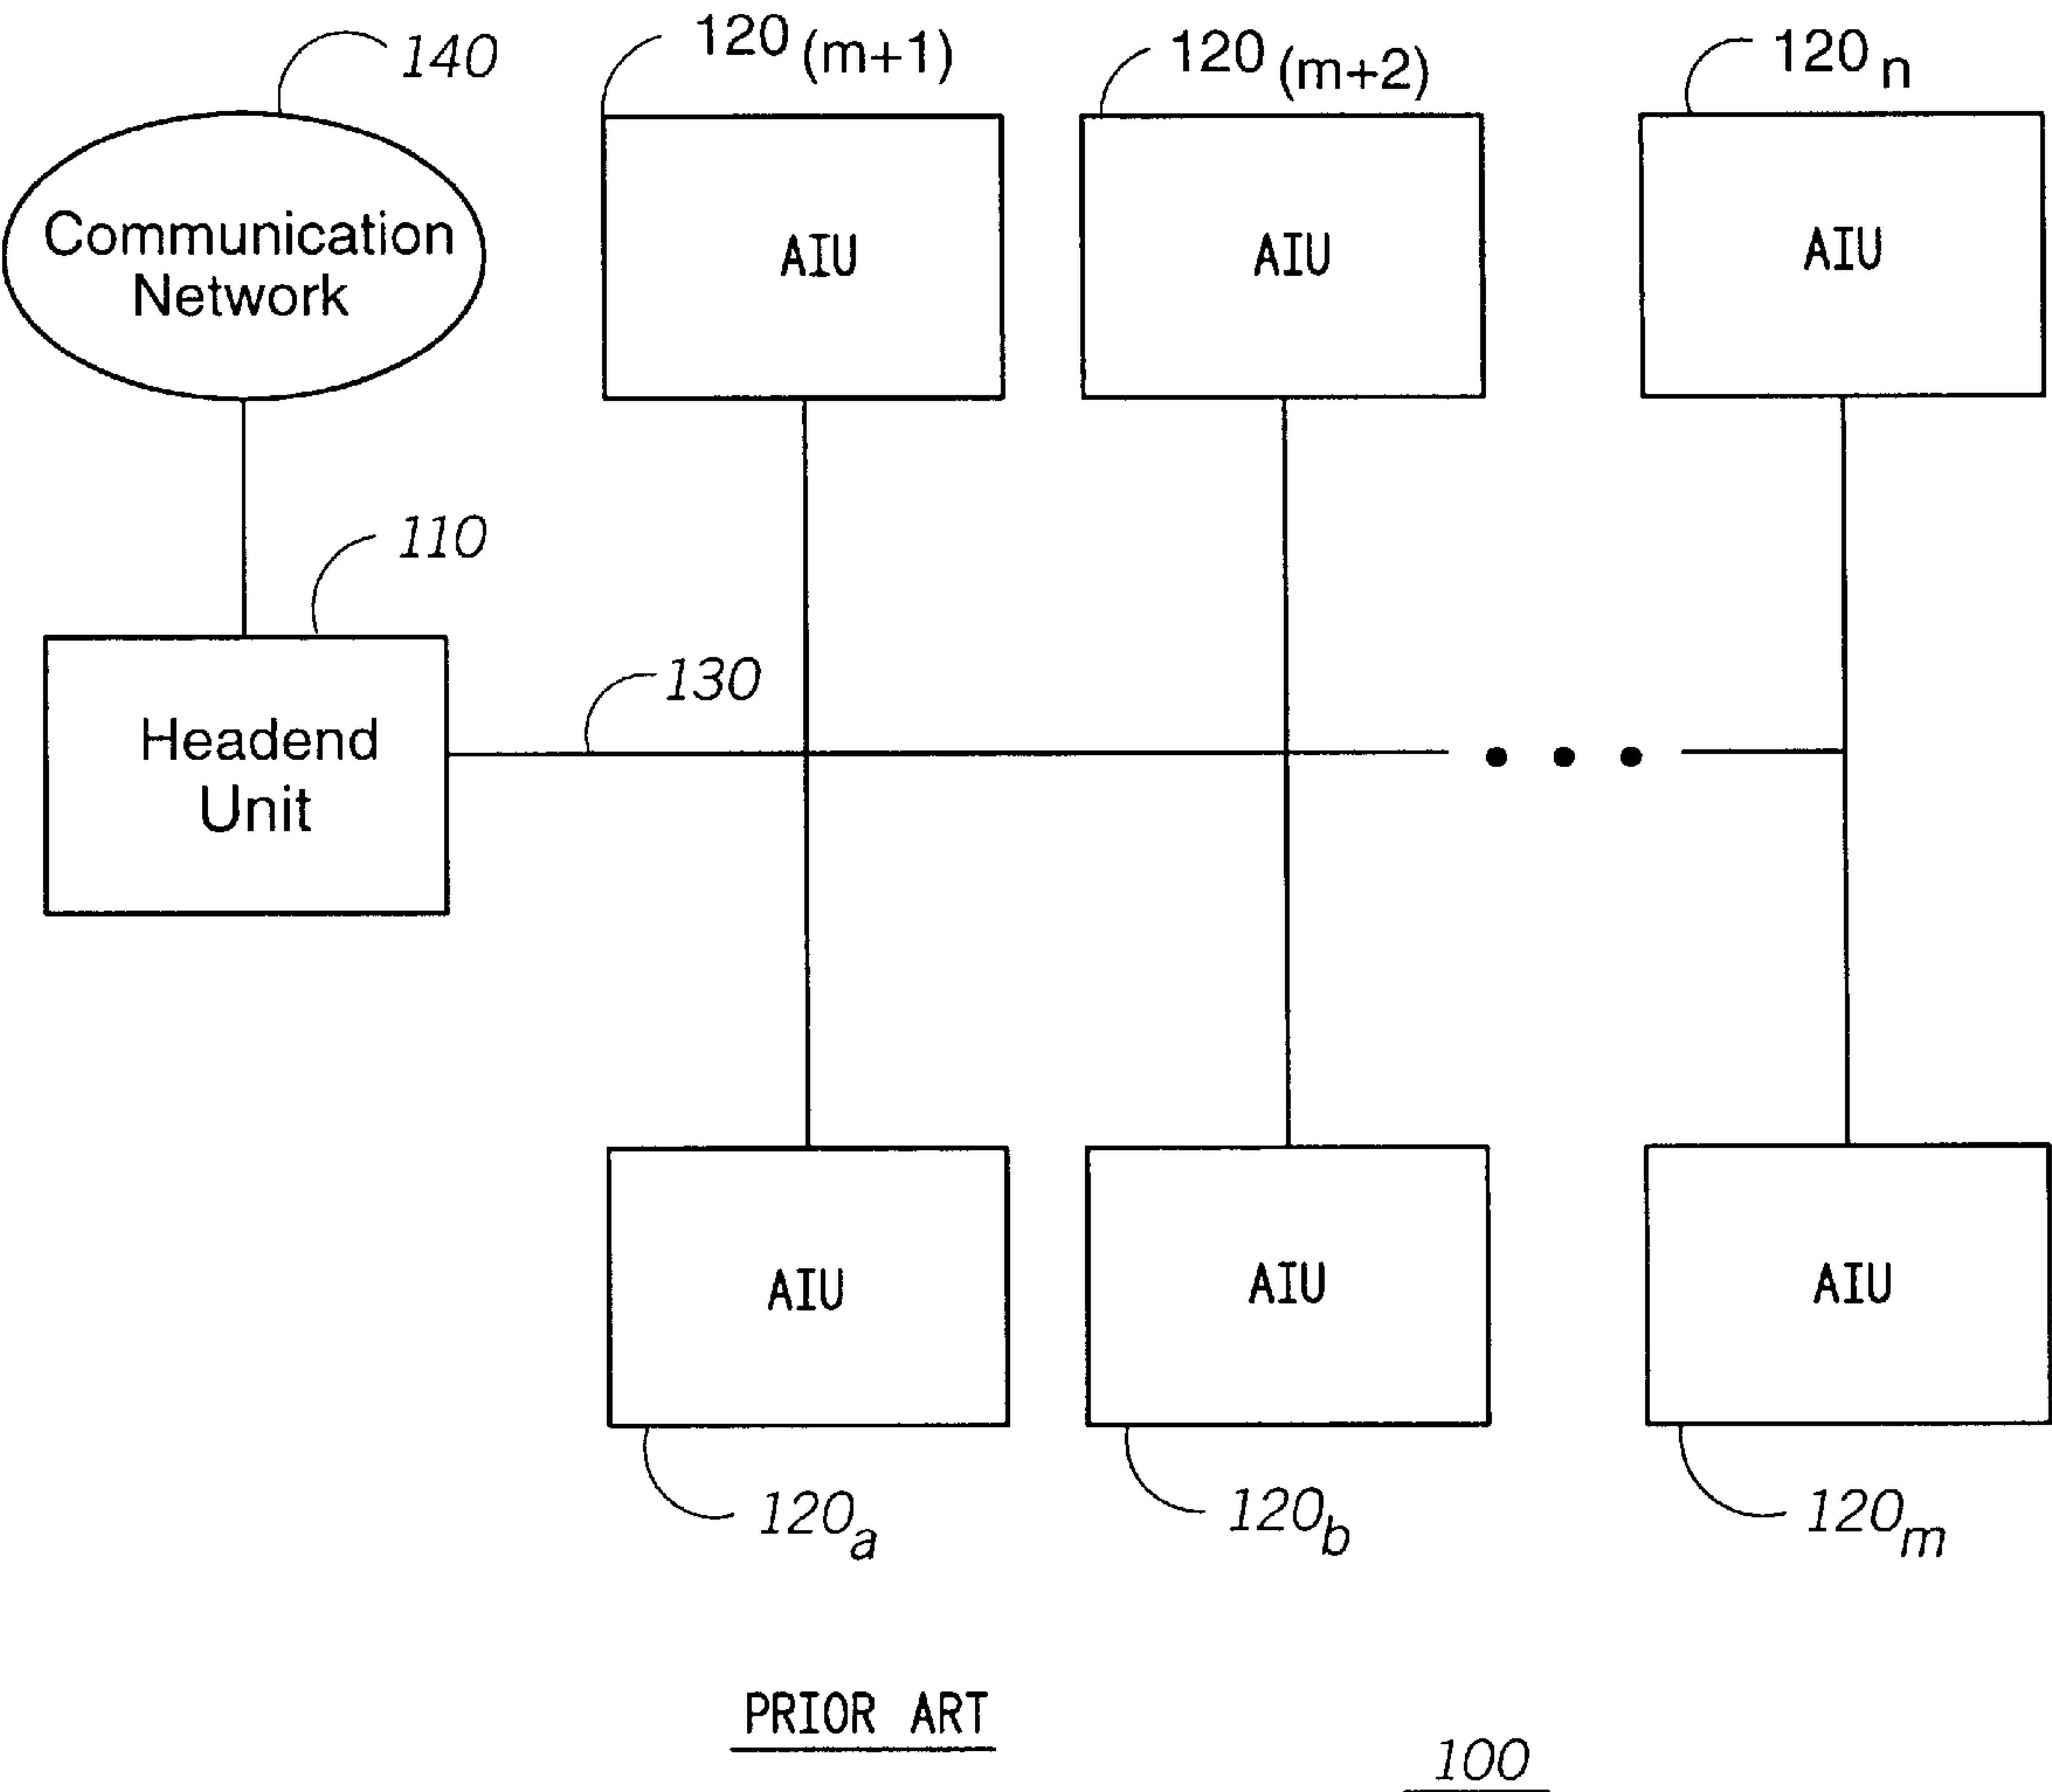 140
120 (m+1)
120 (m+2)
120 n
Communication
Network
AIU
AIU
AIU
110
130
Headend
Unit
AIU
AIU
AIU
120a
120b
120m
PRIOR ART
100